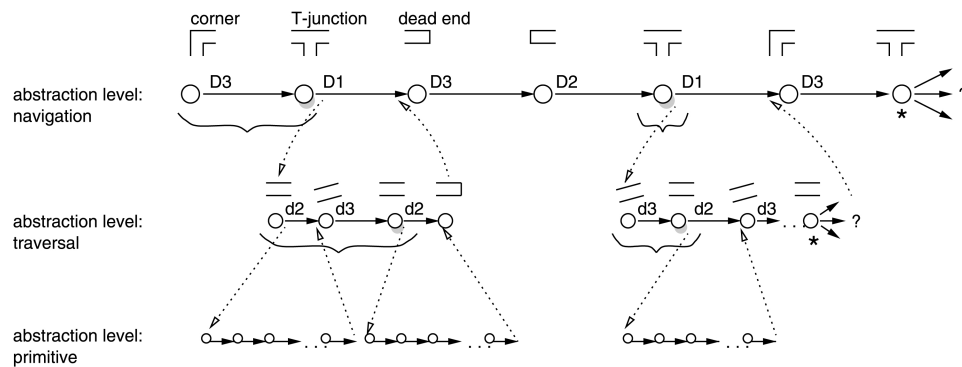 corner T-junction dead end
D3 D1 D3 D2 D1 D3
abstraction level:
navigation
* ?
d2 d3 d2 d3 d2 d3
abstraction level:
traversal
... * ?
abstraction level:
primitive
... ... ...